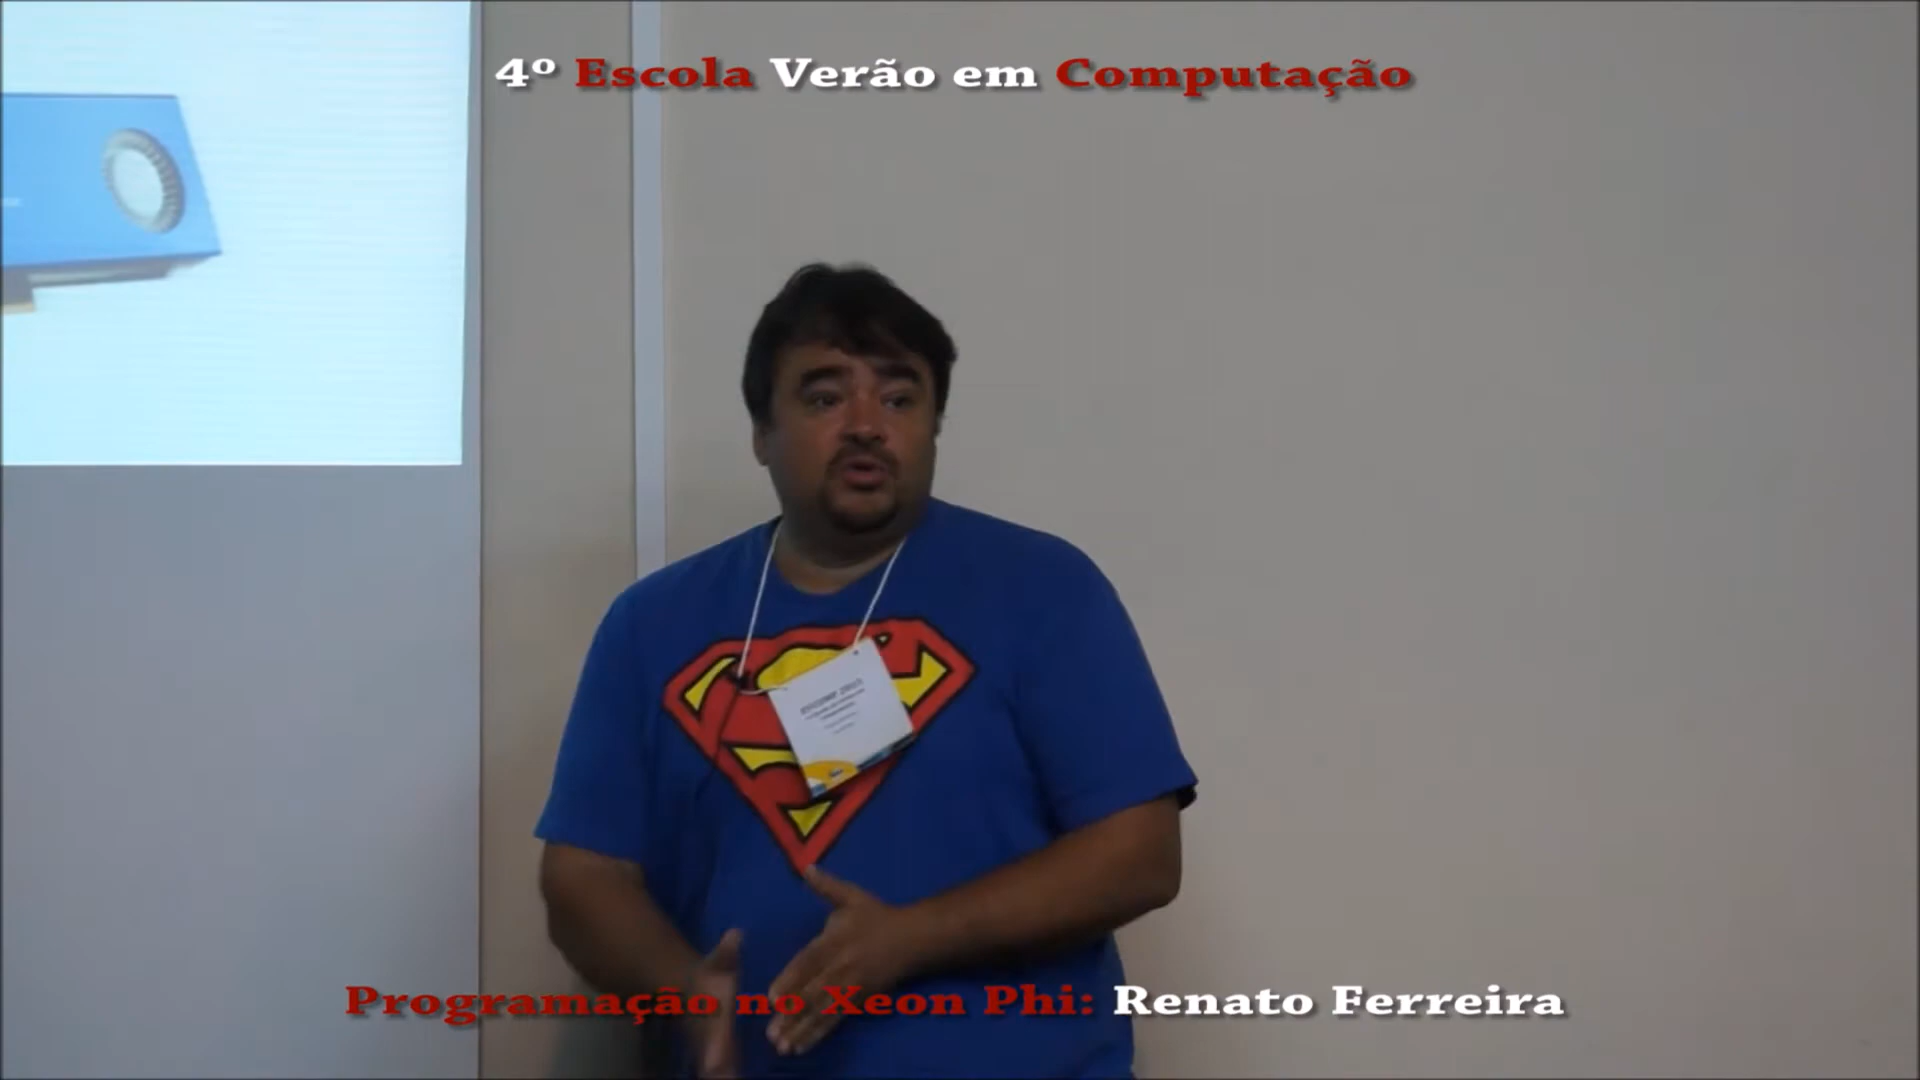 4º Escola Verão em Computação
Programação no Xeon Phi: Renato Ferreira